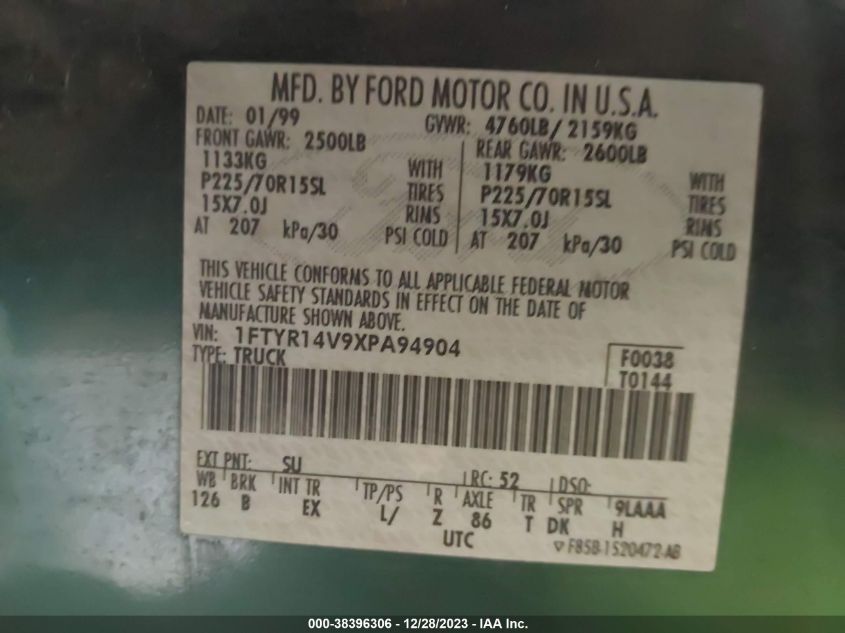 MFD. BY FORD MOTOR CO. IN U.S.A.
DATE: 01/99 GVWR: 4760LB/ 2159KG
FRONT GAWR: 2500LB REAR GAWR: 2600LB
1133KG WITH 1179KG WITH
P225/70R15SL TIRES P225/70R15SL TIRES
15X7.0J RIMS 15X7.0J RIMS
AT 207 kPa/30 PSI COLD AT 207 kPa/30 PSI COLD
THIS VEHICLE CONFORMS TO ALL APPLICABLE FEDERAL MOTOR
VEHICLE SAFETY STANDARDS IN EFFECT ON THE DATE OF
MANUFACTURE SHOWN ABOVE.
VIN: 1FTYR14V9XPA94904
TYPE: TRUCK
F0038
T0144
EXT PNT: SU RC: 52 DSO:
WB BRK INT TR TP/PS R AXLE TR SPR 9LAAA
126 B EX L/ Z 86 T DK H
UTC F85B-1520472-AB
000-38396306 - 12/28/2023 - IAA Inc.